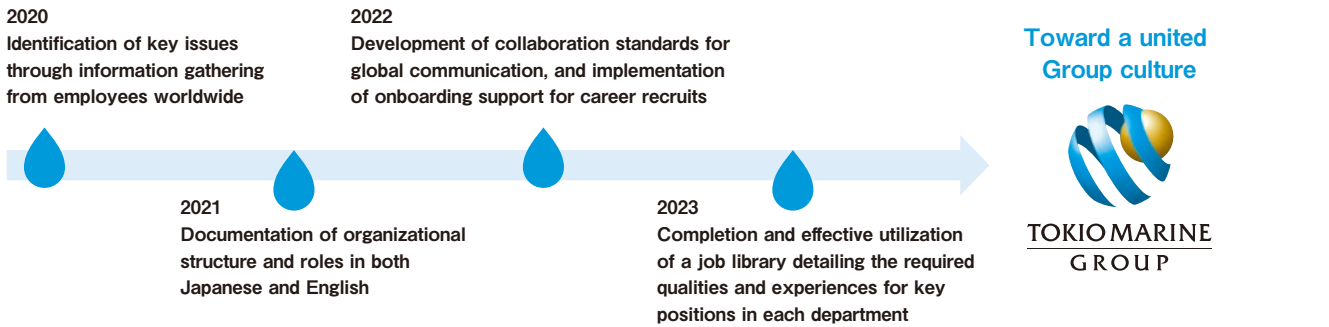 2020
Identification of key issues
through information gathering
from employees worldwide
2022
Development of collaboration standards for
global communication, and implementation
of onboarding support for career recruits
2021
Documentation of organizational
structure and roles in both
Japanese and English
2023
Completion and effective utilization
of a job library detailing the required
qualities and experiences for key
positions in each department
Toward a united
Group culture
TOKIO MARINE
GROUP